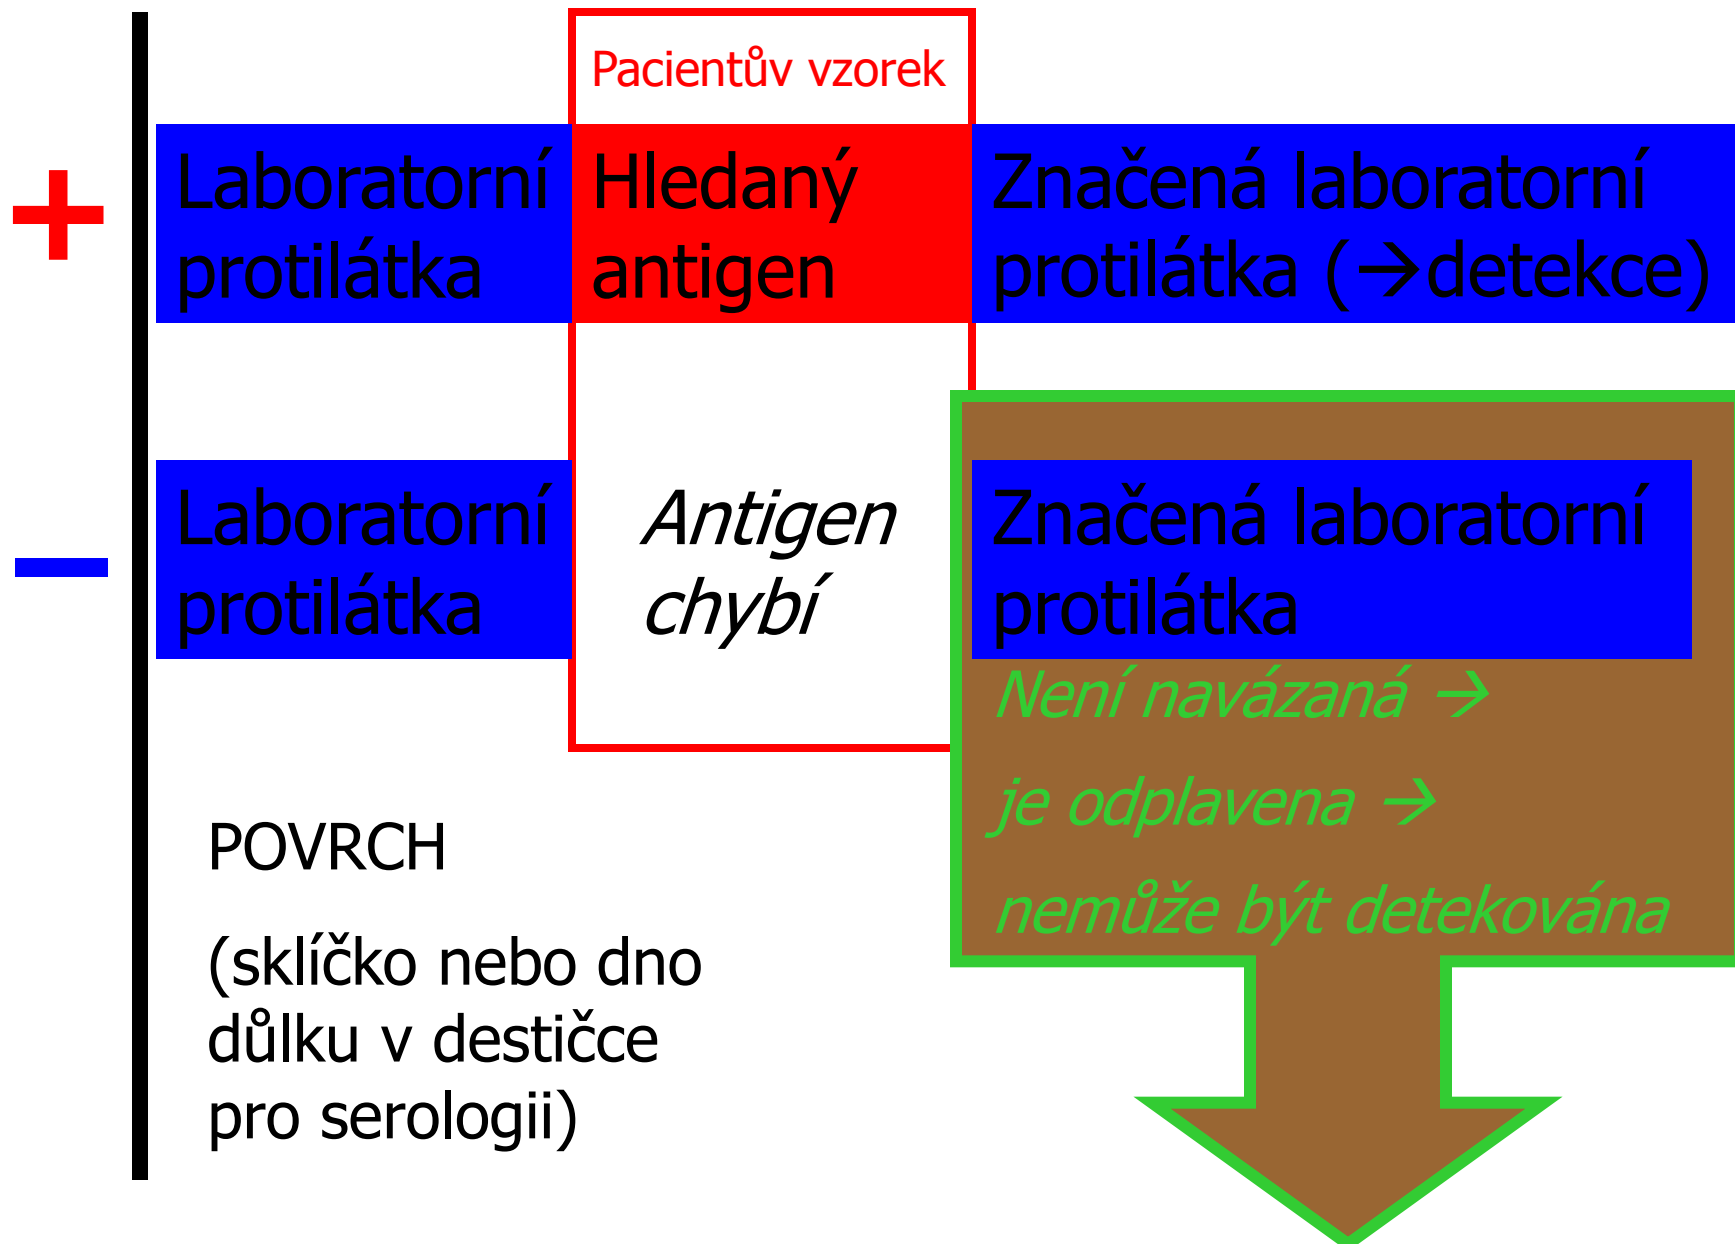 Pacientův vzorek
+
Laboratorní
protilátka
Hledaný
antigen
Značená laboratorní
protilátka (→detekce)
–
Laboratorní
protilátka
Antigen
chybí
Značená laboratorní
protilátka
Není navázaná →
je odplavena →
nemůže být detekována
POVRCH
(sklíčko nebo dno
důlku v destičce
pro serologii)